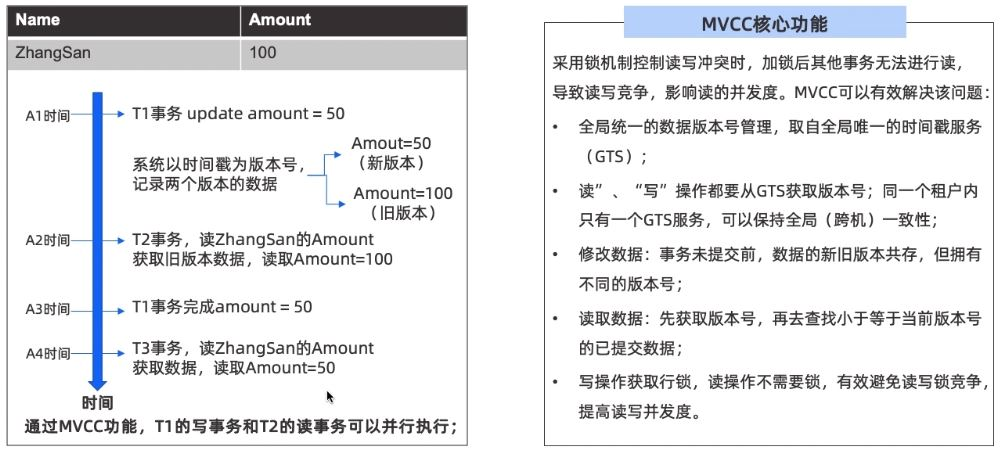 Name Amount
ZhangSan 100
A1时间 T1事务 update amount = 50
系统以时间戳为版本号，
记录两个版本的数据
Amout=50
（新版本）
Amount=100
（旧版本）
A2时间 T2事务，读ZhangSan的Amount
获取旧版本数据，读取Amount=100
A3时间 T1事务完成amount = 50
A4时间 T3事务，读ZhangSan的Amount
获取数据，读取Amount=50
时间
通过MVCC功能，T1的写事务和T2的读事务可以并行执行；
MVCC核心功能
采用锁机制控制读写冲突时，加锁后其他事务无法进行读，
导致读写竞争，影响读的并发度。MVCC可以有效解决该问题：
• 全局统一的数据版本号管理，取自全局唯一的时间戳服务
（GTS）；
• 读”、“写”操作都要从GTS获取版本号；同一个租户内
只有一个GTS服务，可以保持全局（跨机）一致性；
• 修改数据：事务未提交前，数据的新旧版本共存，但拥有
不同的版本号；
• 读取数据：先获取版本号，再去查找小于等于当前版本号
的已提交数据；
• 写操作获取行锁，读操作不需要锁，有效避免读写锁竞争，
提高读写并发度。